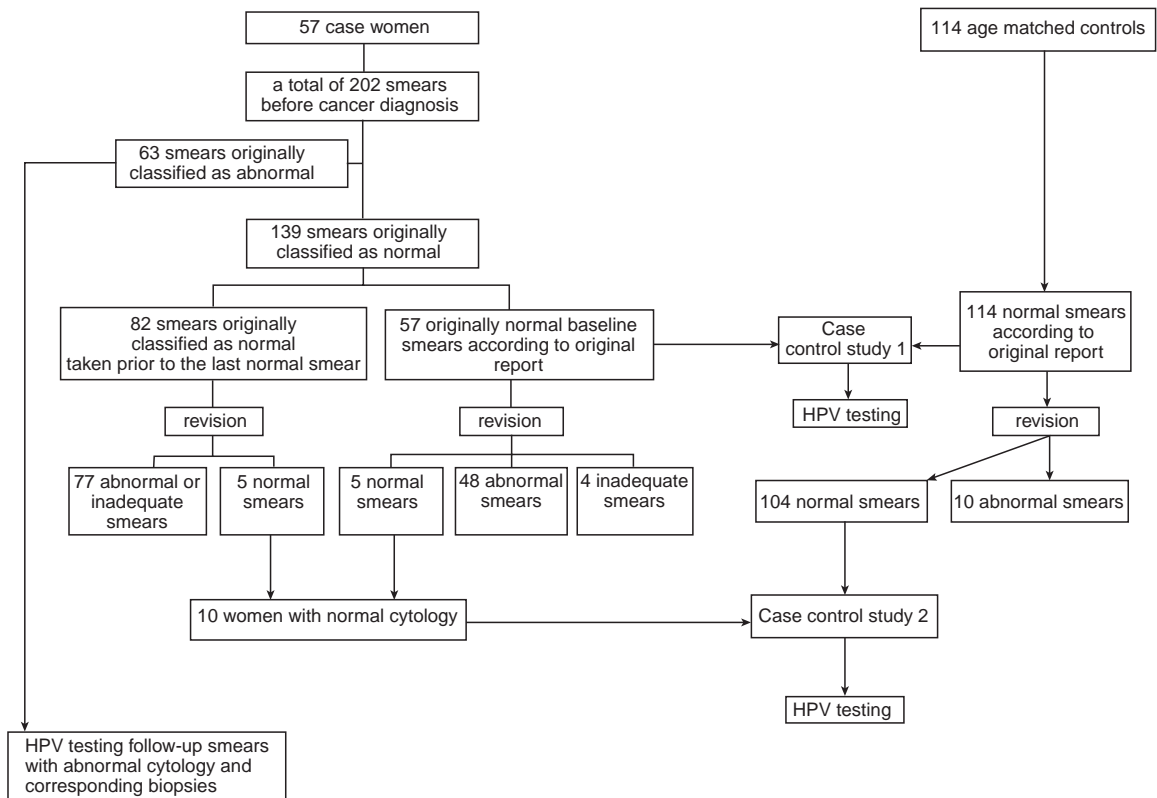 57 case women
114 age matched controls
a total of 202 smears
before cancer diagnosis
63 smears originally
classified as abnormal
139 smears originally
classified as normal
82 smears originally
classified as normal
taken prior to the last normal smear
57 originally normal baseline
smears according to original
report
Case
control study 1
114 normal smears
according to
original report
HPV testing
revision
revision
revision
77 abnormal or
inadequate
smears
5 normal
smears
5 normal
smears
48 abnormal
smears
4 inadequate
smears
104 normal smears
10 abnormal smears
10 women with normal cytology
Case control study 2
HPV testing
HPV testing follow-up smears
with abnormal cytology and
corresponding biopsies